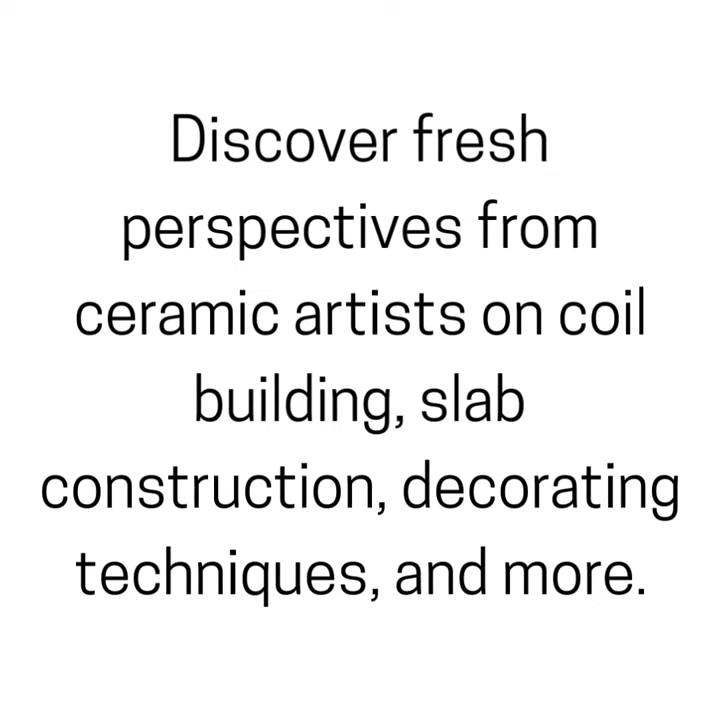 Discover fresh
perspectives from
ceramic artists on coil
building, slab
construction, decorating
techniques, and more.